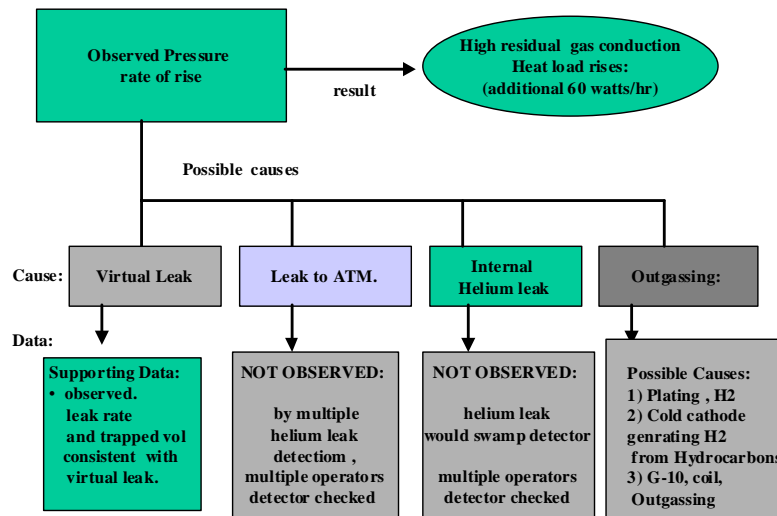 Observed Pressure
rate of rise
result
High residual gas conduction
Heat load rises:
(additional 60 watts/hr)
Possible causes
Cause:
Virtual Leak
Leak to ATM.
Internal
Helium leak
Outgassing:
Data:
Supporting Data:
• observed.
leak rate
and trapped vol
consistent with
virtual leak.
NOT OBSERVED:
by multiple
helium leak
detectiom ,
multiple operators
detector checked
NOT OBSERVED:
helium leak
would swamp detector
multiple operators
detector checked
Possible Causes:
1) Plating , H2
2) Cold cathode
genrating H2
from Hydrocarbons
3) G-10, coil,
Outgassing